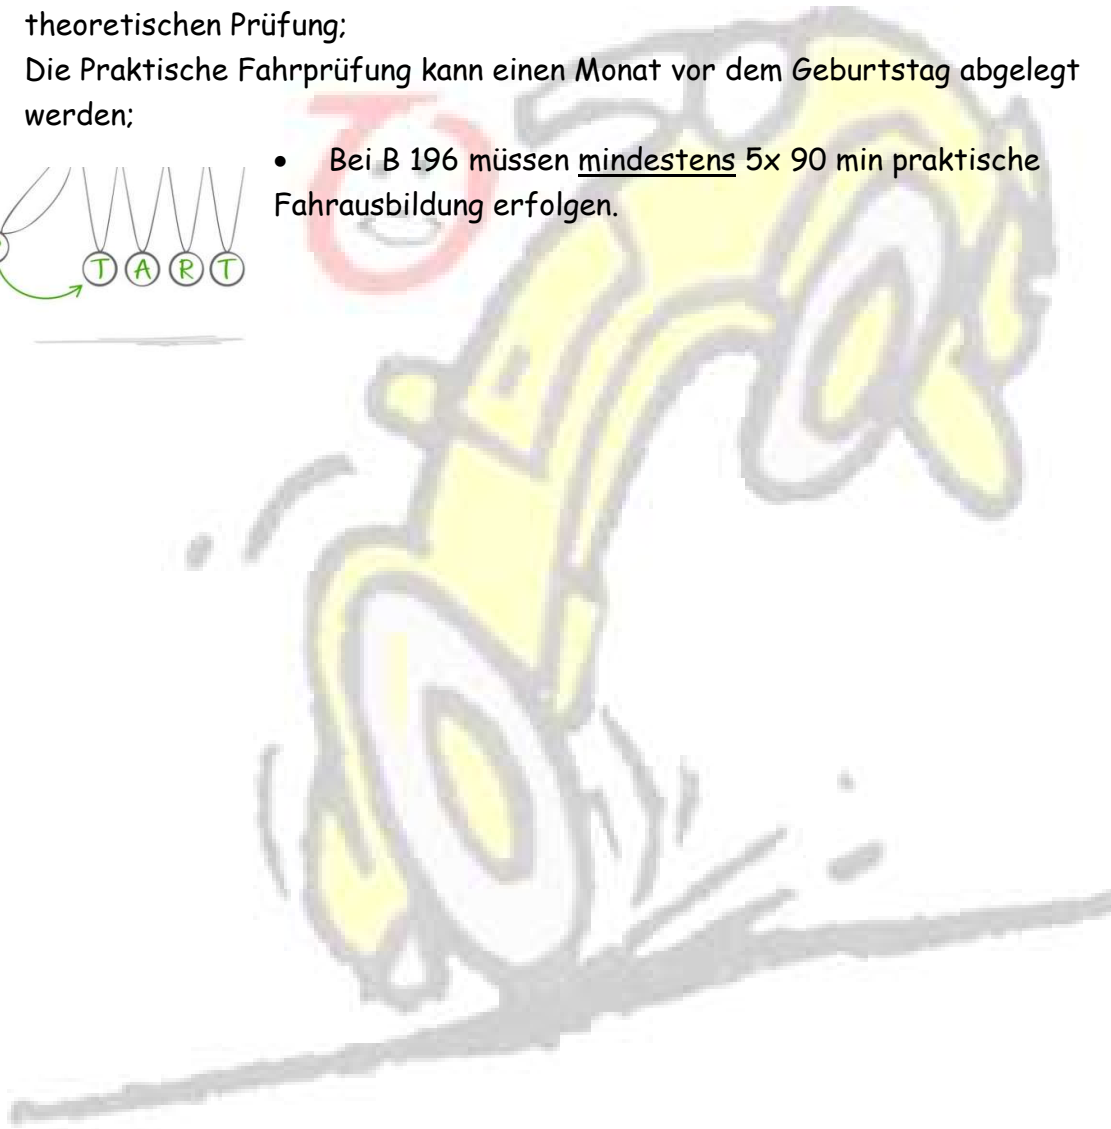 theoretischen Prüfung;
Die Praktische Fahrprüfung kann einen Monat vor dem Geburtstag abgelegt
werden;
• Bei B 196 müssen mindestens 5x 90 min praktische
Fahrausbildung erfolgen.
T A R T